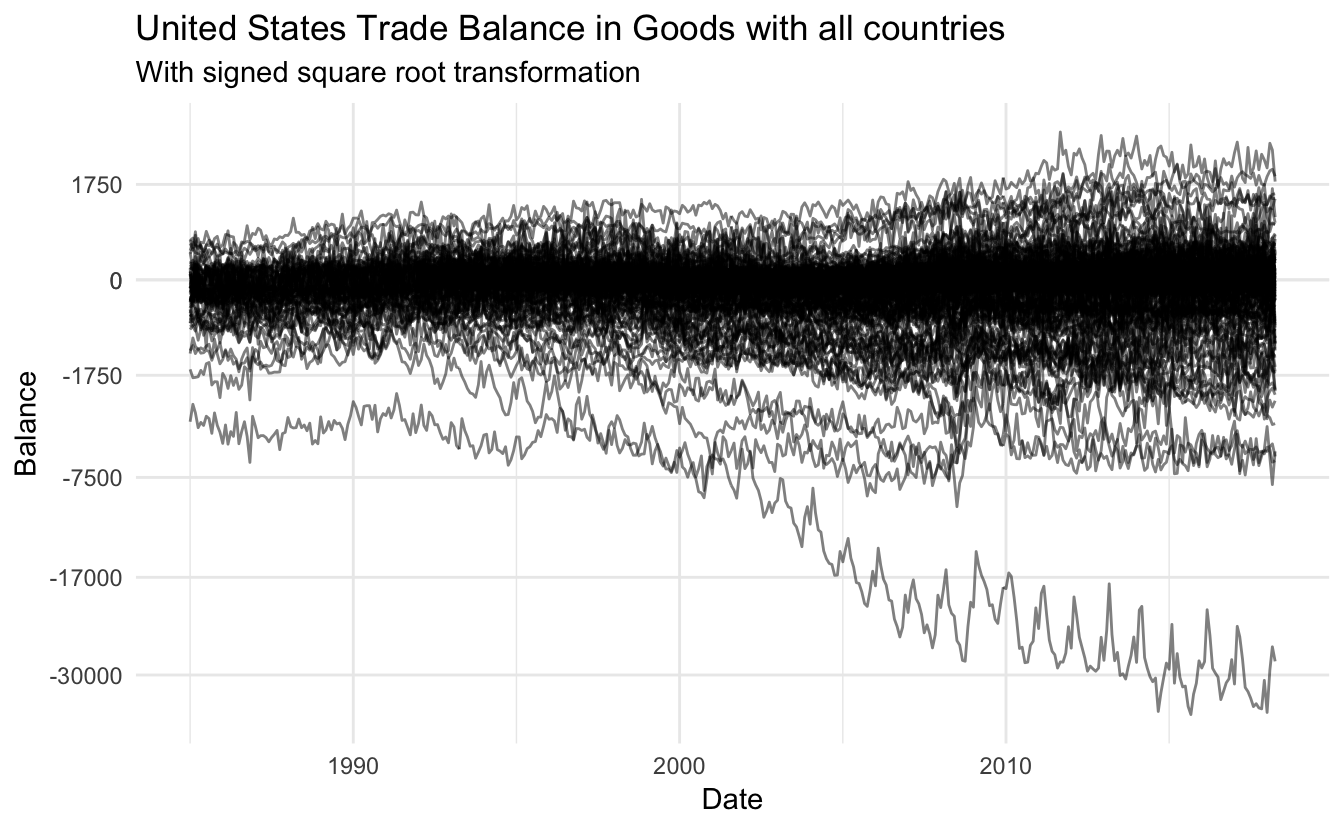 United States Trade Balance in Goods with all countries
With signed square root transformation
1750
0
-1750
-7500
-17000
-30000
Balance
1990
2000
2010
Date